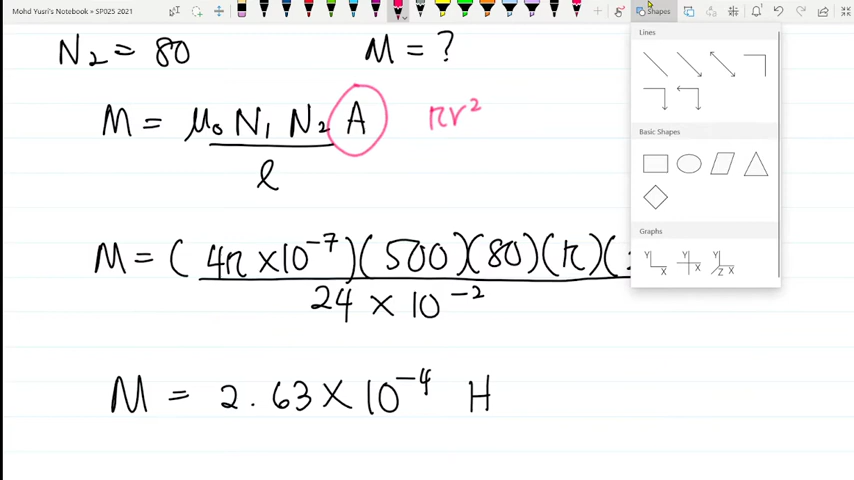 Mohd Yusri's Notebook » SP025 2021
Shapes
Lines
Basic Shapes
Graphs
Y X Y X Y Z X
N₂ = 80 M = ?
M = μ₀ N₁ N₂ A πr²
ℓ
M = (4π×10⁻⁷)(500)(80)(π)(
24 × 10⁻²
M = 2.63 × 10⁻⁴ H